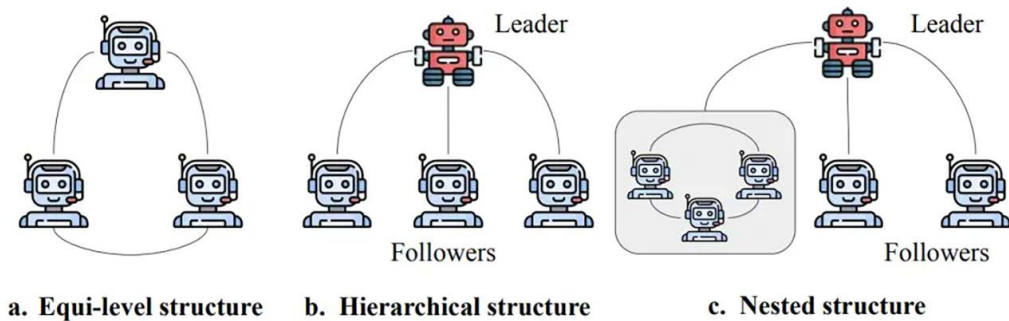 Leader
Leader
Followers
Followers
a. Equi-level structure
b. Hierarchical structure
c. Nested structure